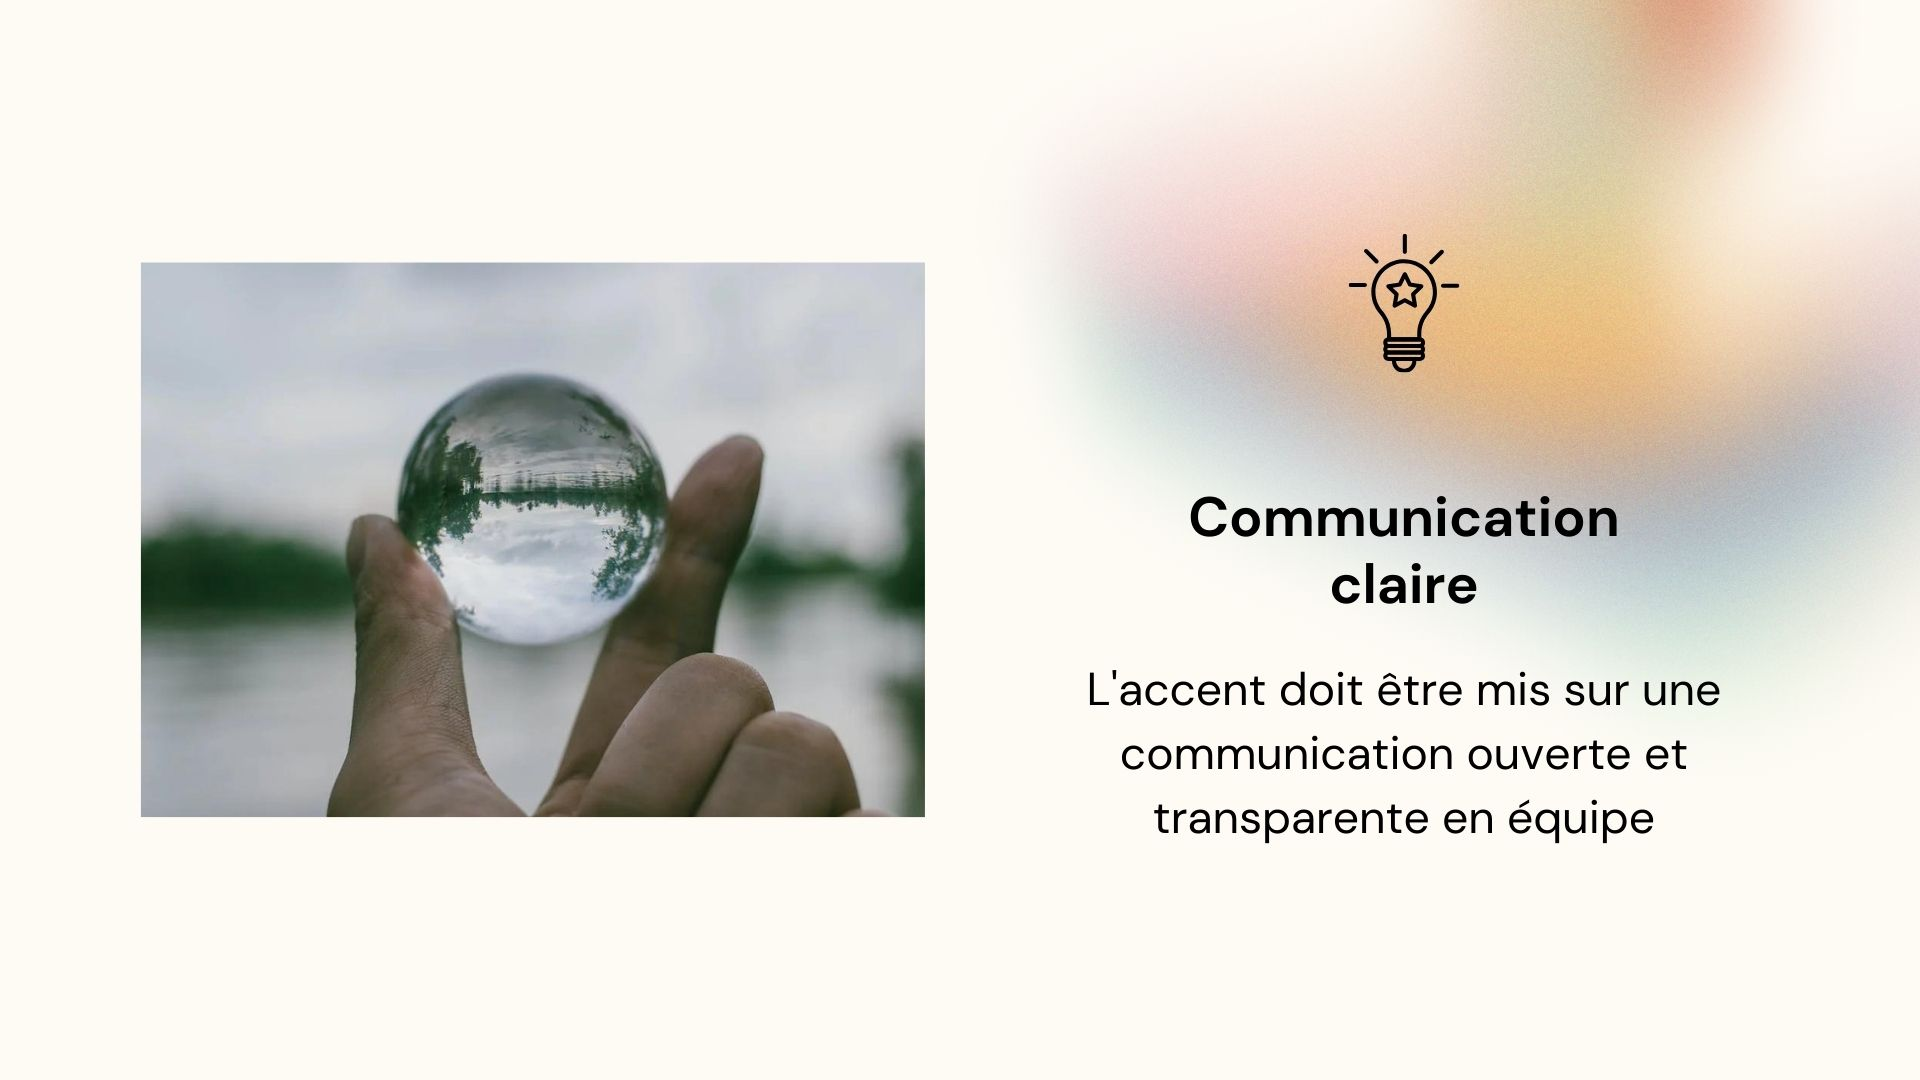 Communication
claire
L'accent doit être mis sur une
communication ouverte et
transparente en équipe